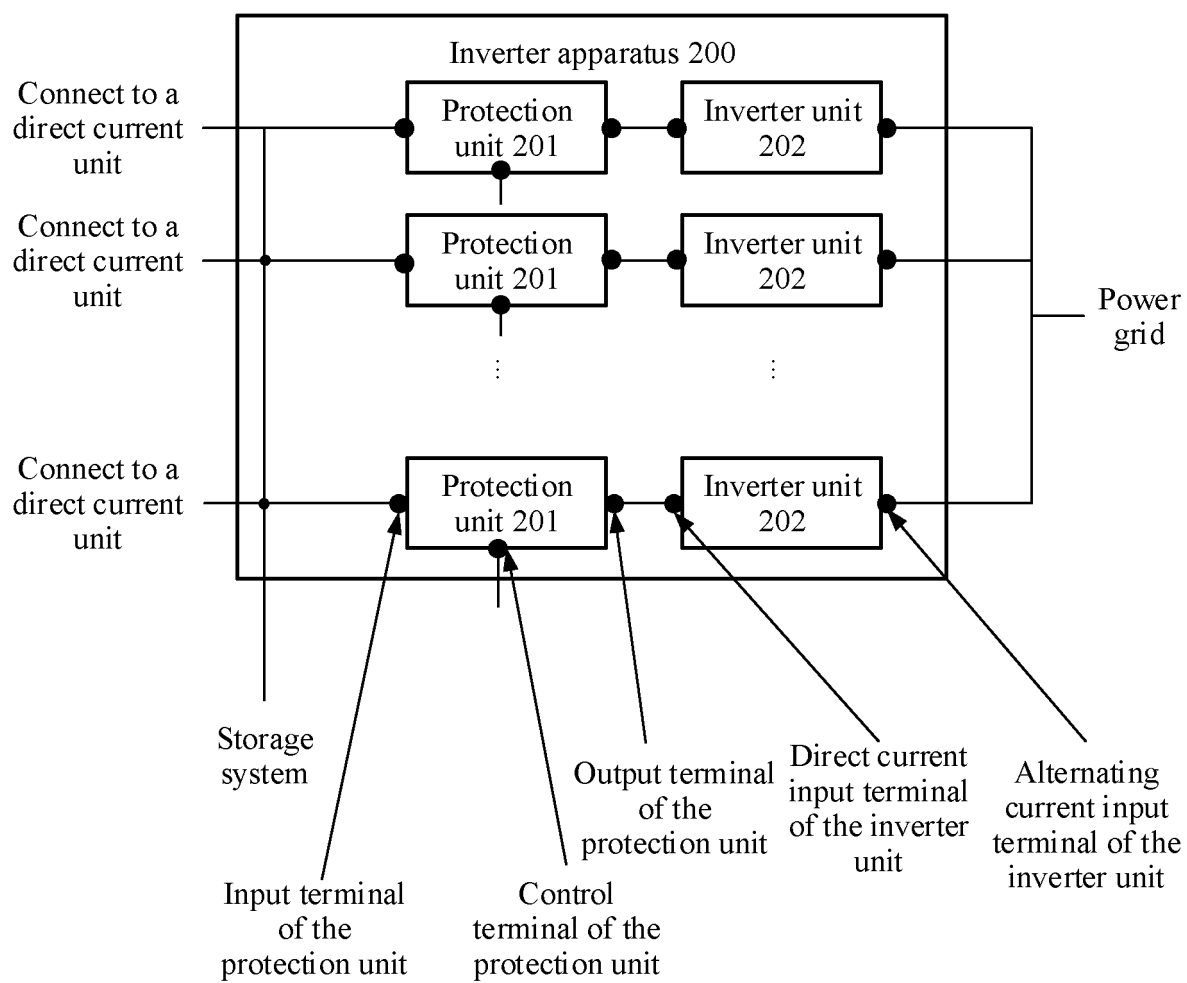 Inverter apparatus 200
Connect to a
direct current
unit
Protection
unit 201
Inverter unit
202
Connect to a
direct current
unit
Protection
unit 201
Inverter unit
202
Power
grid
⋮
⋮
Connect to a
direct current
unit
Protection
unit 201
Inverter unit
202
Storage
system
Output terminal
of the
protection unit
Direct current
input terminal
of the inverter
unit
Alternating
current input
terminal of the
inverter unit
Input terminal
of the
protection unit
Control
terminal of the
protection unit